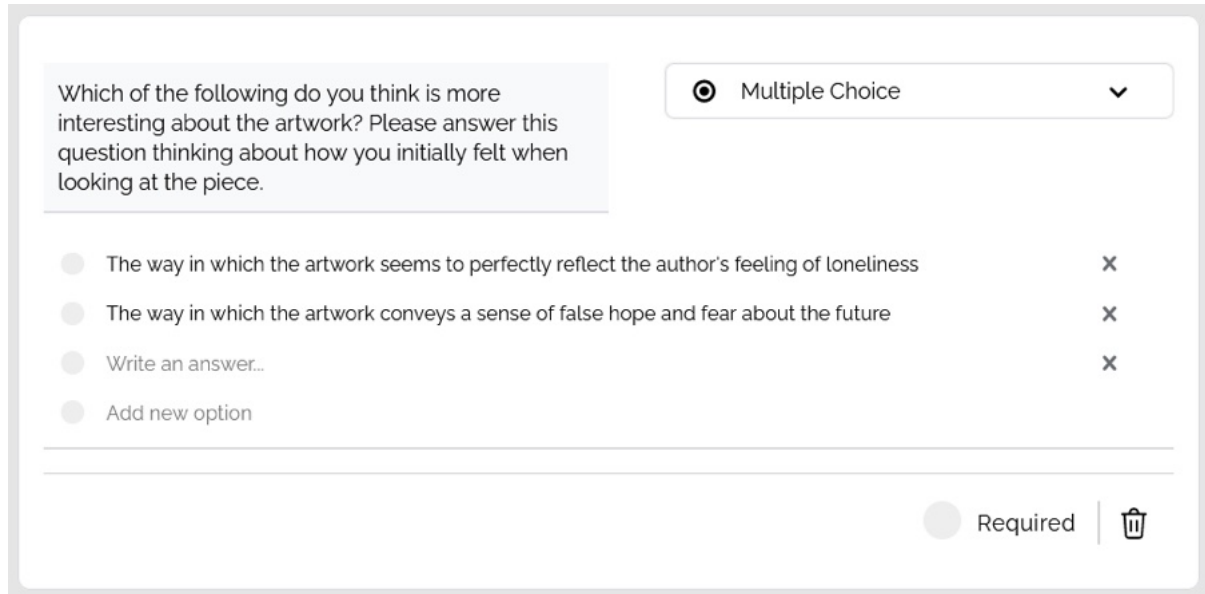 Which of the following do you think is more
interesting about the artwork? Please answer this
question thinking about how you initially felt when
looking at the piece.
Multiple Choice
The way in which the artwork seems to perfectly reflect the author's feeling of loneliness
The way in which the artwork conveys a sense of false hope and fear about the future
Write an answer...
Add new option
Required